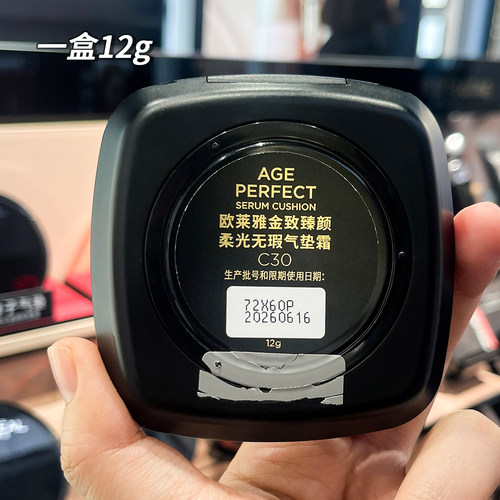 一盒12g
AGE
PERFECT
SERUM CUSHION
欧莱雅金致臻颜
柔光无瑕气垫霜
C30
生产批号和限期使用日期:
72X60P
20260616
12g